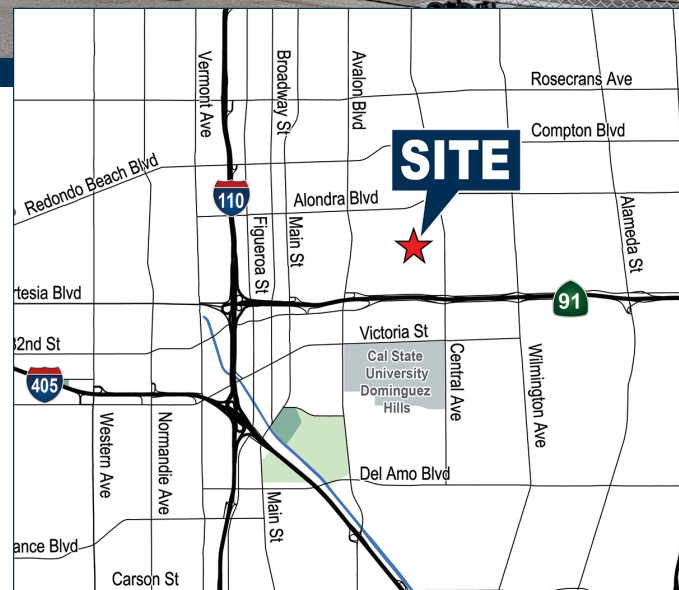 Vermont Ave
Broadway St
Avalon Blvd
Rosecrans Ave
Compton Blvd
SITE
Redondo Beach Blvd
110
Alondra Blvd
Figueroa St
Main St
Alameda St
rtesia Blvd
91
Victoria St
Cal State
University
Dominguez
Hills
Central Ave
Wilmington Ave
405
Western Ave
Normandie Ave
Del Amo Blvd
Main St
ance Blvd
Carson St